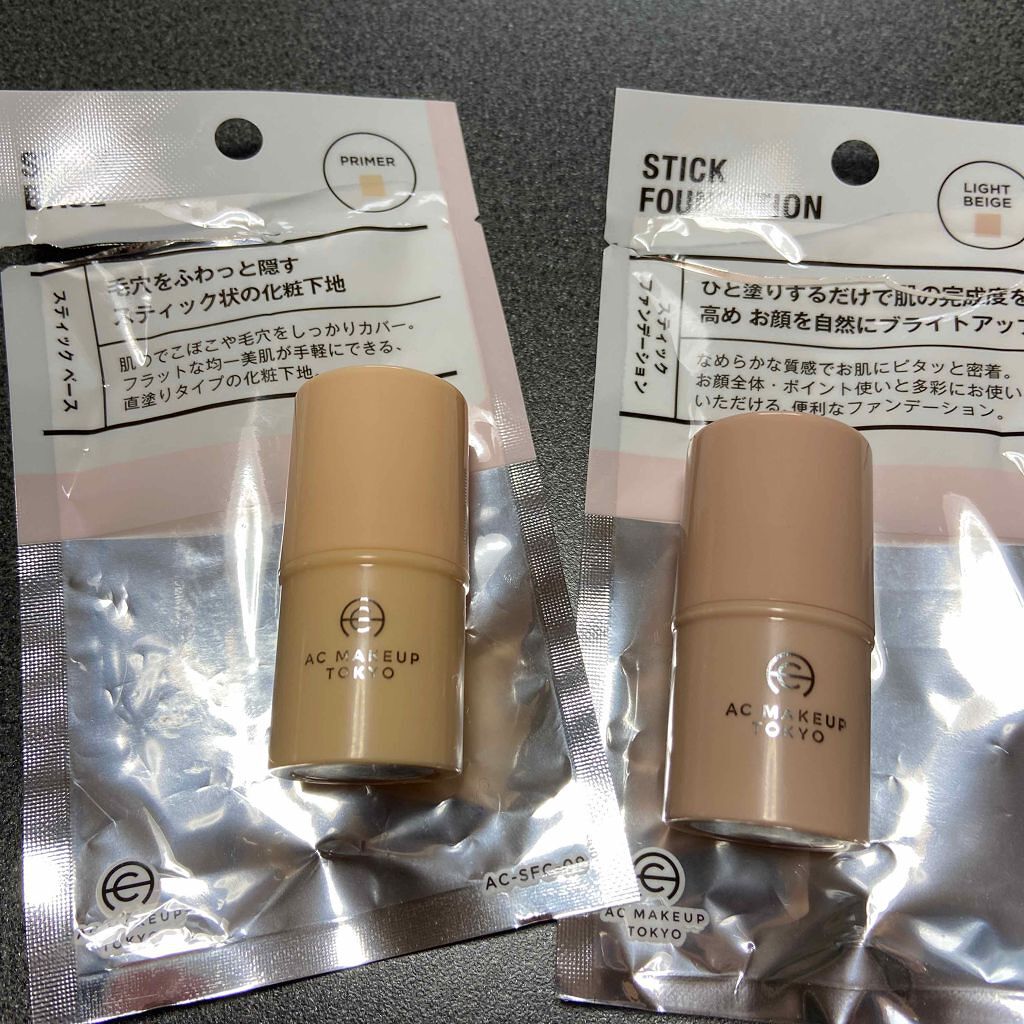 PRIMER
スティック ベース
毛穴をふわっと隠す
スティック状の化粧下地
肌のでこぼこや毛穴をしっかりカバー。
フラットな均一美肌が手軽にできる、
直塗りタイプの化粧下地。
AC MAKEUP
TOKYO
AC-SFC-09
AC MAKEUP
TOKYO
STICK
FOUNDATION
LIGHT
BEIGE
スティック
ファンデーション
ひと塗りするだけで肌の完成度を
高め お顔を自然にブライトアップ
なめらかな質感でお肌にピタッと密着。
お顔全体・ポイント使いと多彩にお使い
いただける、便利なファンデーション。
AC MAKEUP
TOKYO
AC MAKEUP
TOKYO